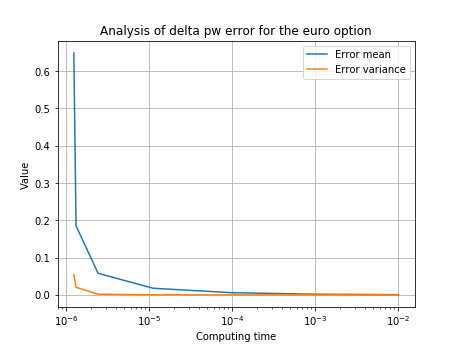 Analysis of delta pw error for the euro option
Error mean
Error variance
Value
0.6
0.5
0.4
0.3
0.2
0.1
0.0
10⁻⁶ 10⁻⁵ 10⁻⁴ 10⁻³ 10⁻²
Computing time